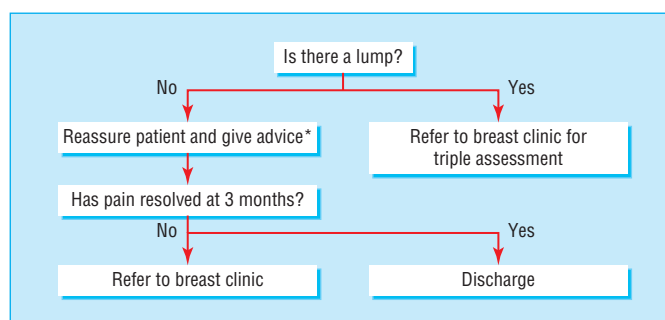 Is there a lump?
No
Yes
Reassure patient and give advice*
Refer to breast clinic for
triple assessment
Has pain resolved at 3 months?
No
Yes
Refer to breast clinic
Discharge